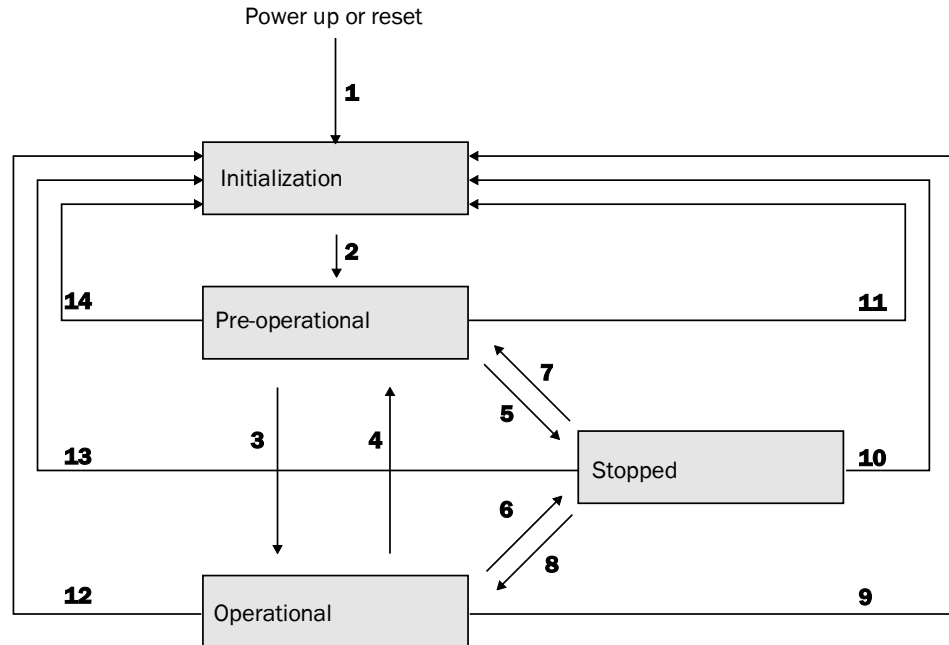 Power up or reset
1
Initialization
2
14
Pre-operational
11
7
5
3
4
13
Stopped
10
6
8
12
Operational
9